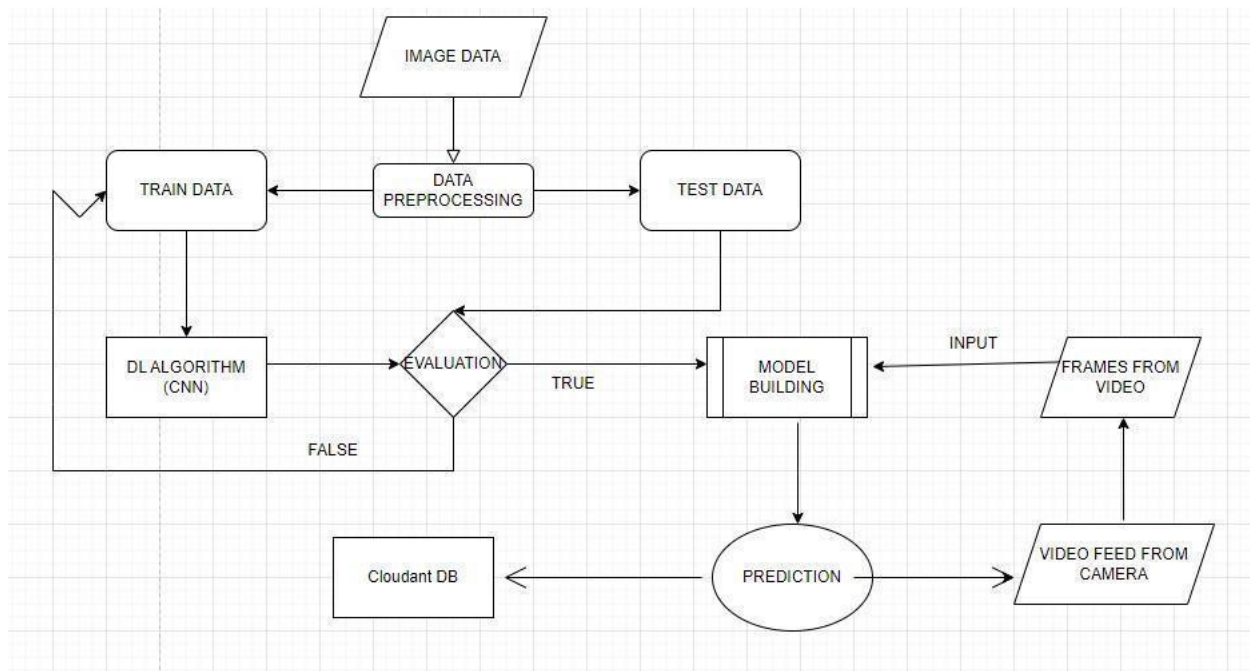 IMAGE DATA
TRAIN DATA
DATA
PREPROCESSING
TEST DATA
DL ALGORITHM
(CNN)
EVALUATION
TRUE
MODEL
BUILDING
INPUT
FRAMES FROM
VIDEO
FALSE
Cloudant DB
PREDICTION
VIDEO FEED FROM
CAMERA